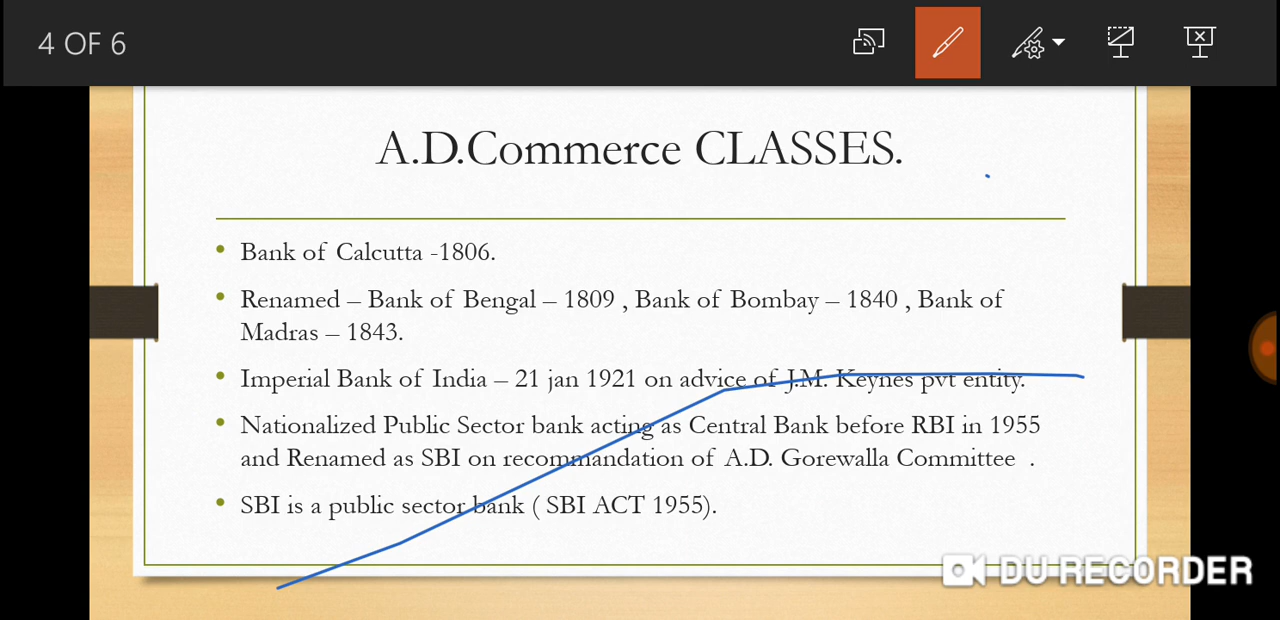 4 OF 6
A.D.Commerce CLASSES.
• Bank of Calcutta -1806.
• Renamed – Bank of Bengal – 1809 , Bank of Bombay – 1840 , Bank of
Madras – 1843.
• Imperial Bank of India – 21 jan 1921 on advice of J.M. Keynes pvt entity.
• Nationalized Public Sector bank acting as Central Bank before RBI in 1955
and Renamed as SBI on recommandation of A.D. Gorewalla Committee .
• SBI is a public sector bank ( SBI ACT 1955).
DU RECORDER